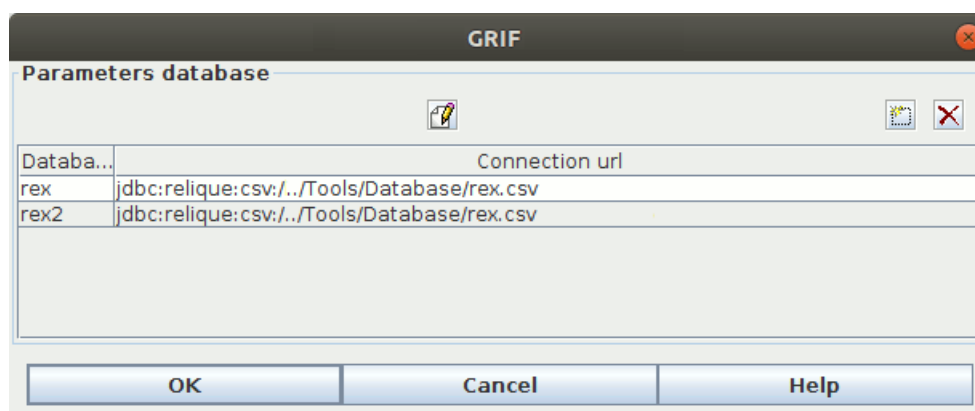 GRIF
Parameters database
Databa... Connection url
rex jdbc:relique:csv:/../Tools/Database/rex.csv
rex2 jdbc:relique:csv:/../Tools/Database/rex.csv
OK Cancel Help